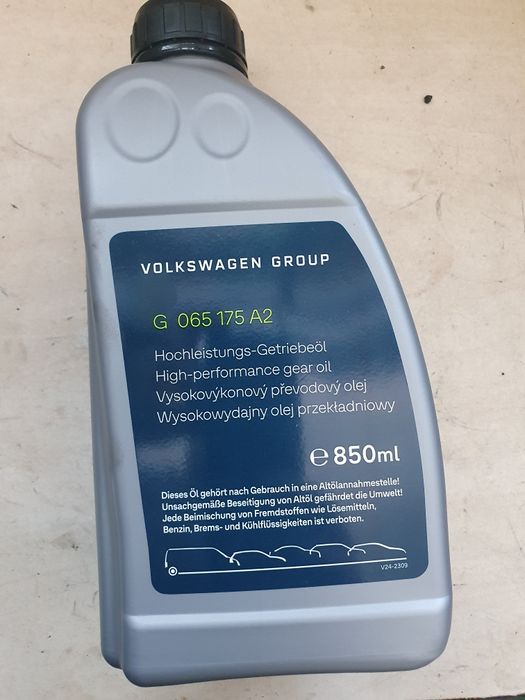 VOLKSWAGEN GROUP
G 065 175 A2
Hochleistungs-Getriebeöl
High-performance gear oil
Vysokovýkonový převodový olej
Wysokowydajny olej przekładniowy
℮ 850ml
Dieses Öl gehört nach Gebrauch in eine Altölannahmestelle!
Unsachgemäße Beseitigung von Altöl gefährdet die Umwelt!
Jede Beimischung von Fremdstoffen wie Lösemitteln,
Benzin, Brems- und Kühlflüssigkeiten ist verboten.
V24-2309